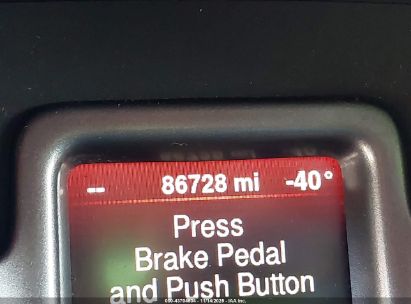 -- 86728 mi -40°
Press
Brake Pedal
and Push Button